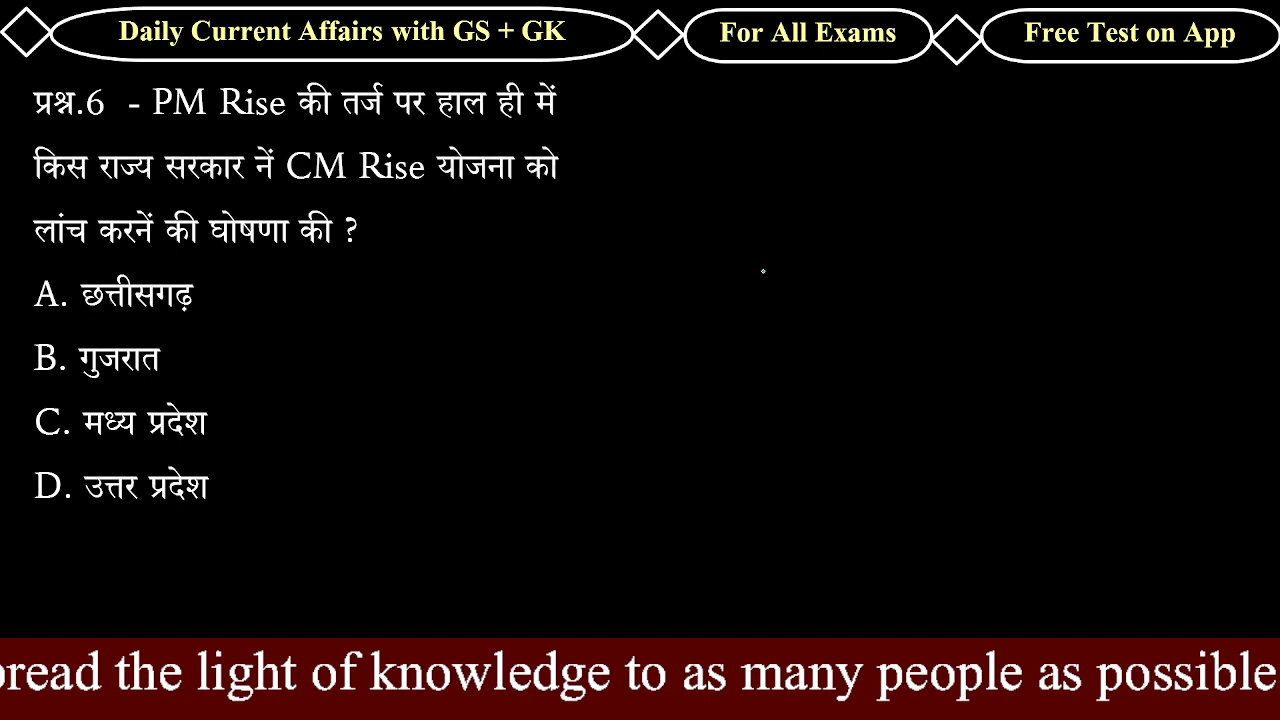 Daily Current Affairs with GS + GK
For All Exams
Free Test on App
प्रश्न.6 - PM Rise की तर्ज पर हाल ही में
किस राज्य सरकार नें CM Rise योजना को
लांच करनें की घोषणा की ?
A. छत्तीसगढ़
B. गुजरात
C. मध्य प्रदेश
D. उत्तर प्रदेश
the light of knowledge to as many people as possible